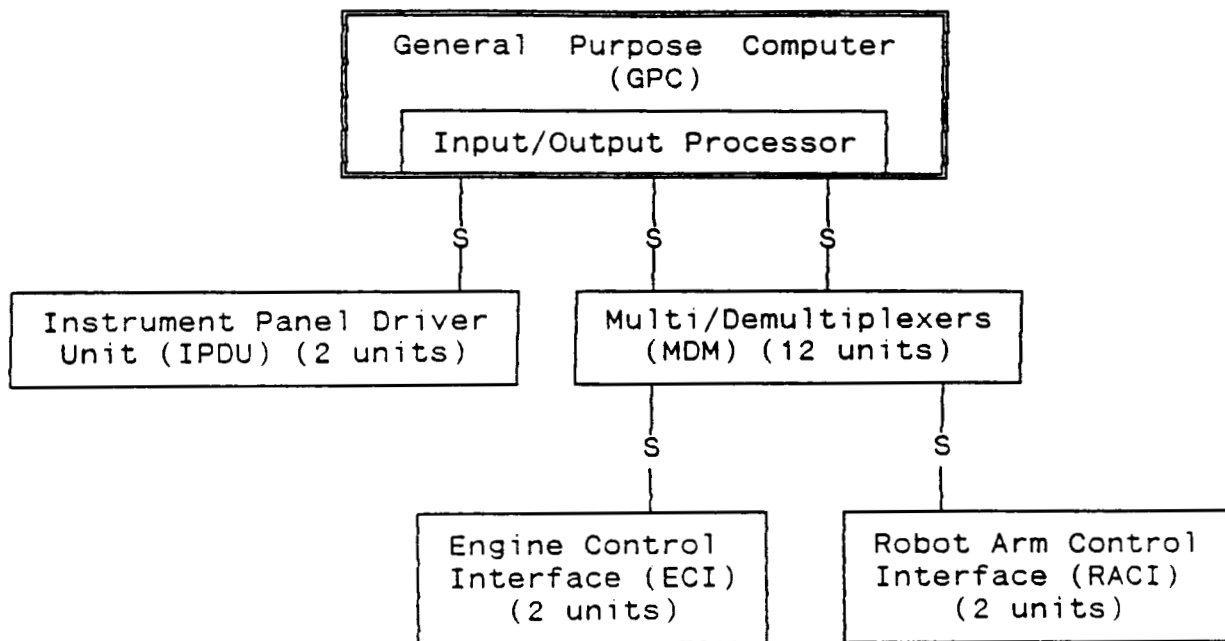 General Purpose Computer
(GPC)
Input/Output Processor
S S S
Instrument Panel Driver
Unit (IPDU) (2 units)
Multi/Demultiplexers
(MDM) (12 units)
S S
Engine Control
Interface (ECI)
(2 units)
Robot Arm Control
Interface (RACI)
(2 units)